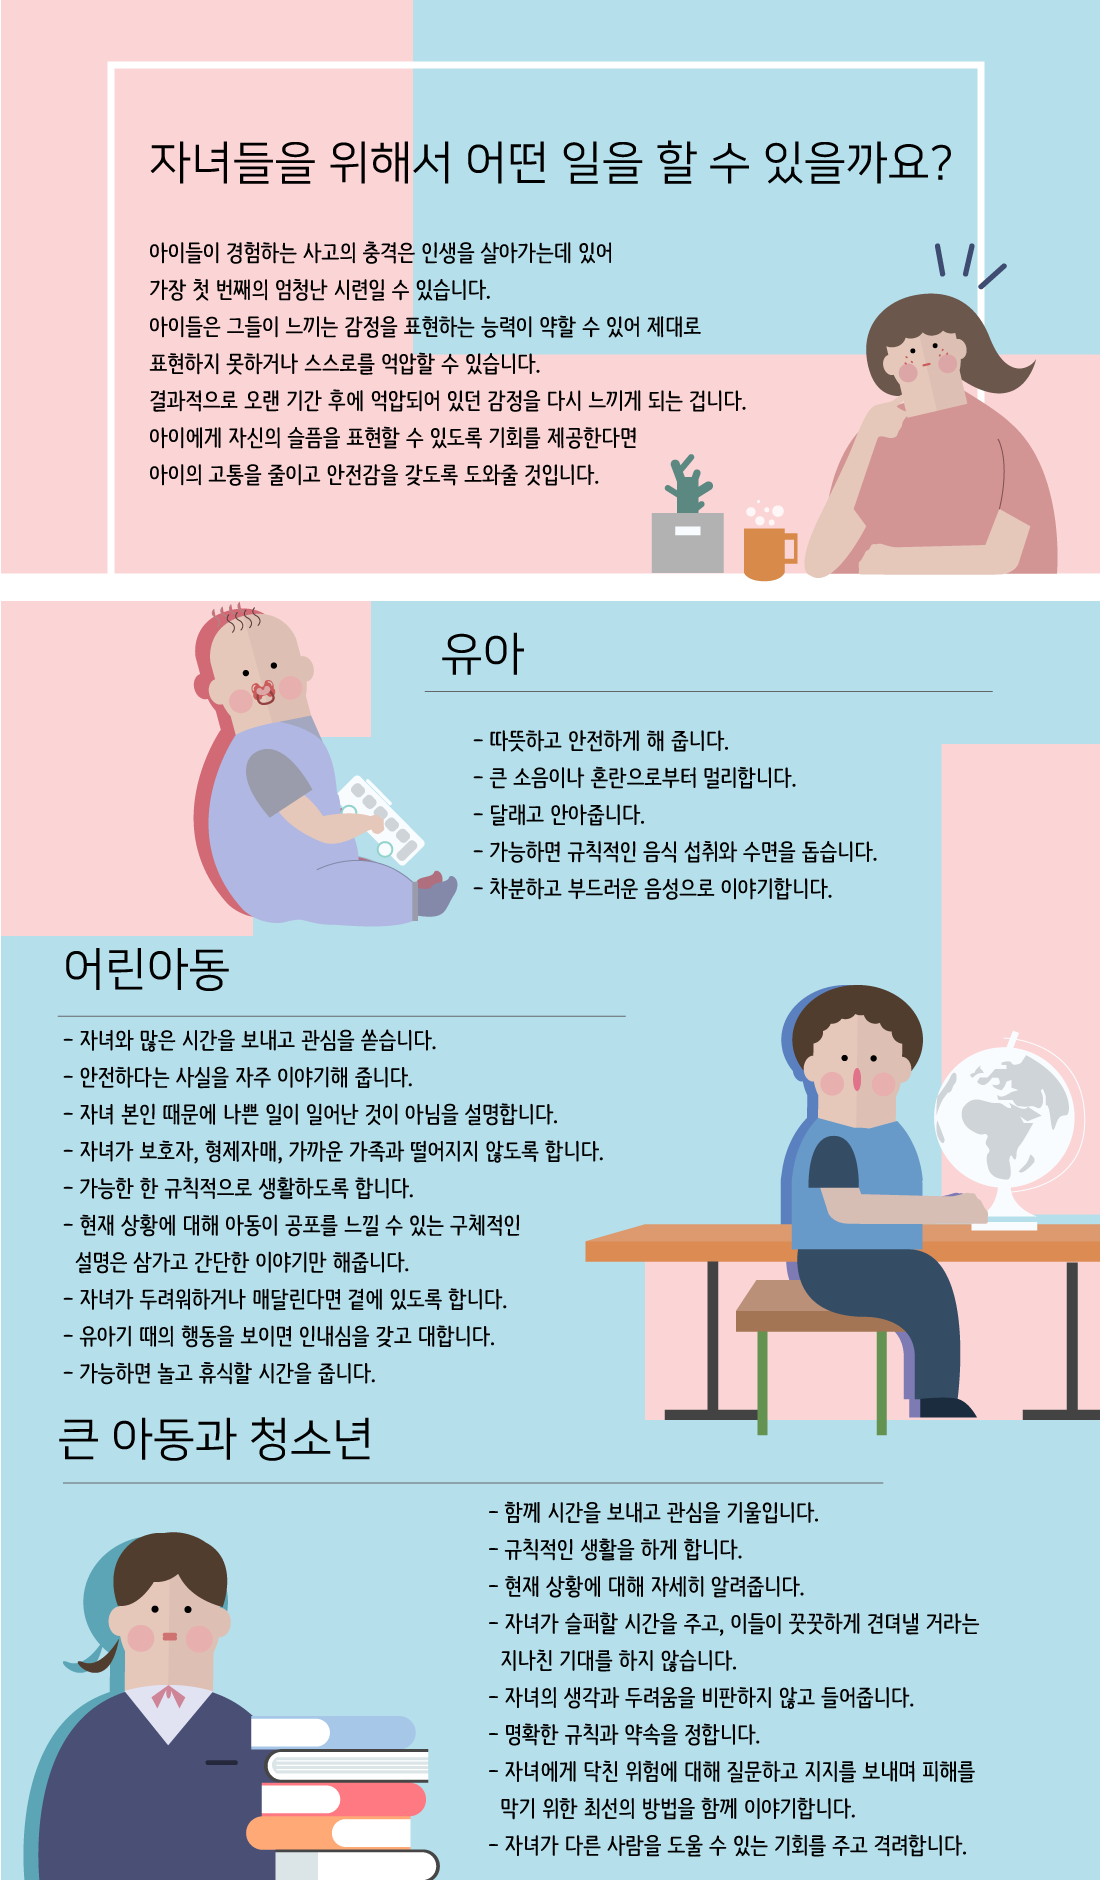 자녀들을 위해서 어떤 일을 할 수 있을까요?
아이들이 경험하는 사고의 충격은 인생을 살아가는데 있어
가장 첫 번째의 엄청난 시련일 수 있습니다.
아이들은 그들이 느끼는 감정을 표현하는 능력이 약할 수 있어 제대로
표현하지 못하거나 스스로를 억압할 수 있습니다.
결과적으로 오랜 기간 후에 억압되어 있던 감정을 다시 느끼게 되는 겁니다.
아이에게 자신의 슬픔을 표현할 수 있도록 기회를 제공한다면
아이의 고통을 줄이고 안전감을 갖도록 도와줄 것입니다.
유아
- 따뜻하고 안전하게 해 줍니다.
- 큰 소음이나 혼란으로부터 멀리합니다.
- 달래고 안아줍니다.
- 가능하면 규칙적인 음식 섭취와 수면을 돕습니다.
- 차분하고 부드러운 음성으로 이야기합니다.
어린아동
- 자녀와 많은 시간을 보내고 관심을 쏟습니다.
- 안전하다는 사실을 자주 이야기해 줍니다.
- 자녀 본인 때문에 나쁜 일이 일어난 것이 아님을 설명합니다.
- 자녀가 보호자, 형제자매, 가까운 가족과 떨어지지 않도록 합니다.
- 가능한 한 규칙적으로 생활하도록 합니다.
- 현재 상황에 대해 아동이 공포를 느낄 수 있는 구체적인
설명은 삼가고 간단한 이야기만 해줍니다.
- 자녀가 두려워하거나 매달린다면 곁에 있도록 합니다.
- 유아기 때의 행동을 보이면 인내심을 갖고 대합니다.
- 가능하면 놀고 휴식할 시간을 줍니다.
큰 아동과 청소년
- 함께 시간을 보내고 관심을 기울입니다.
- 규칙적인 생활을 하게 합니다.
- 현재 상황에 대해 자세히 알려줍니다.
- 자녀가 슬퍼할 시간을 주고, 이들이 꿋꿋하게 견뎌낼 거라는
지나친 기대를 하지 않습니다.
- 자녀의 생각과 두려움을 비판하지 않고 들어줍니다.
- 명확한 규칙과 약속을 정합니다.
- 자녀에게 닥친 위험에 대해 질문하고 지지를 보내며 피해를
막기 위한 최선의 방법을 함께 이야기합니다.
- 자녀가 다른 사람을 도울 수 있는 기회를 주고 격려합니다.